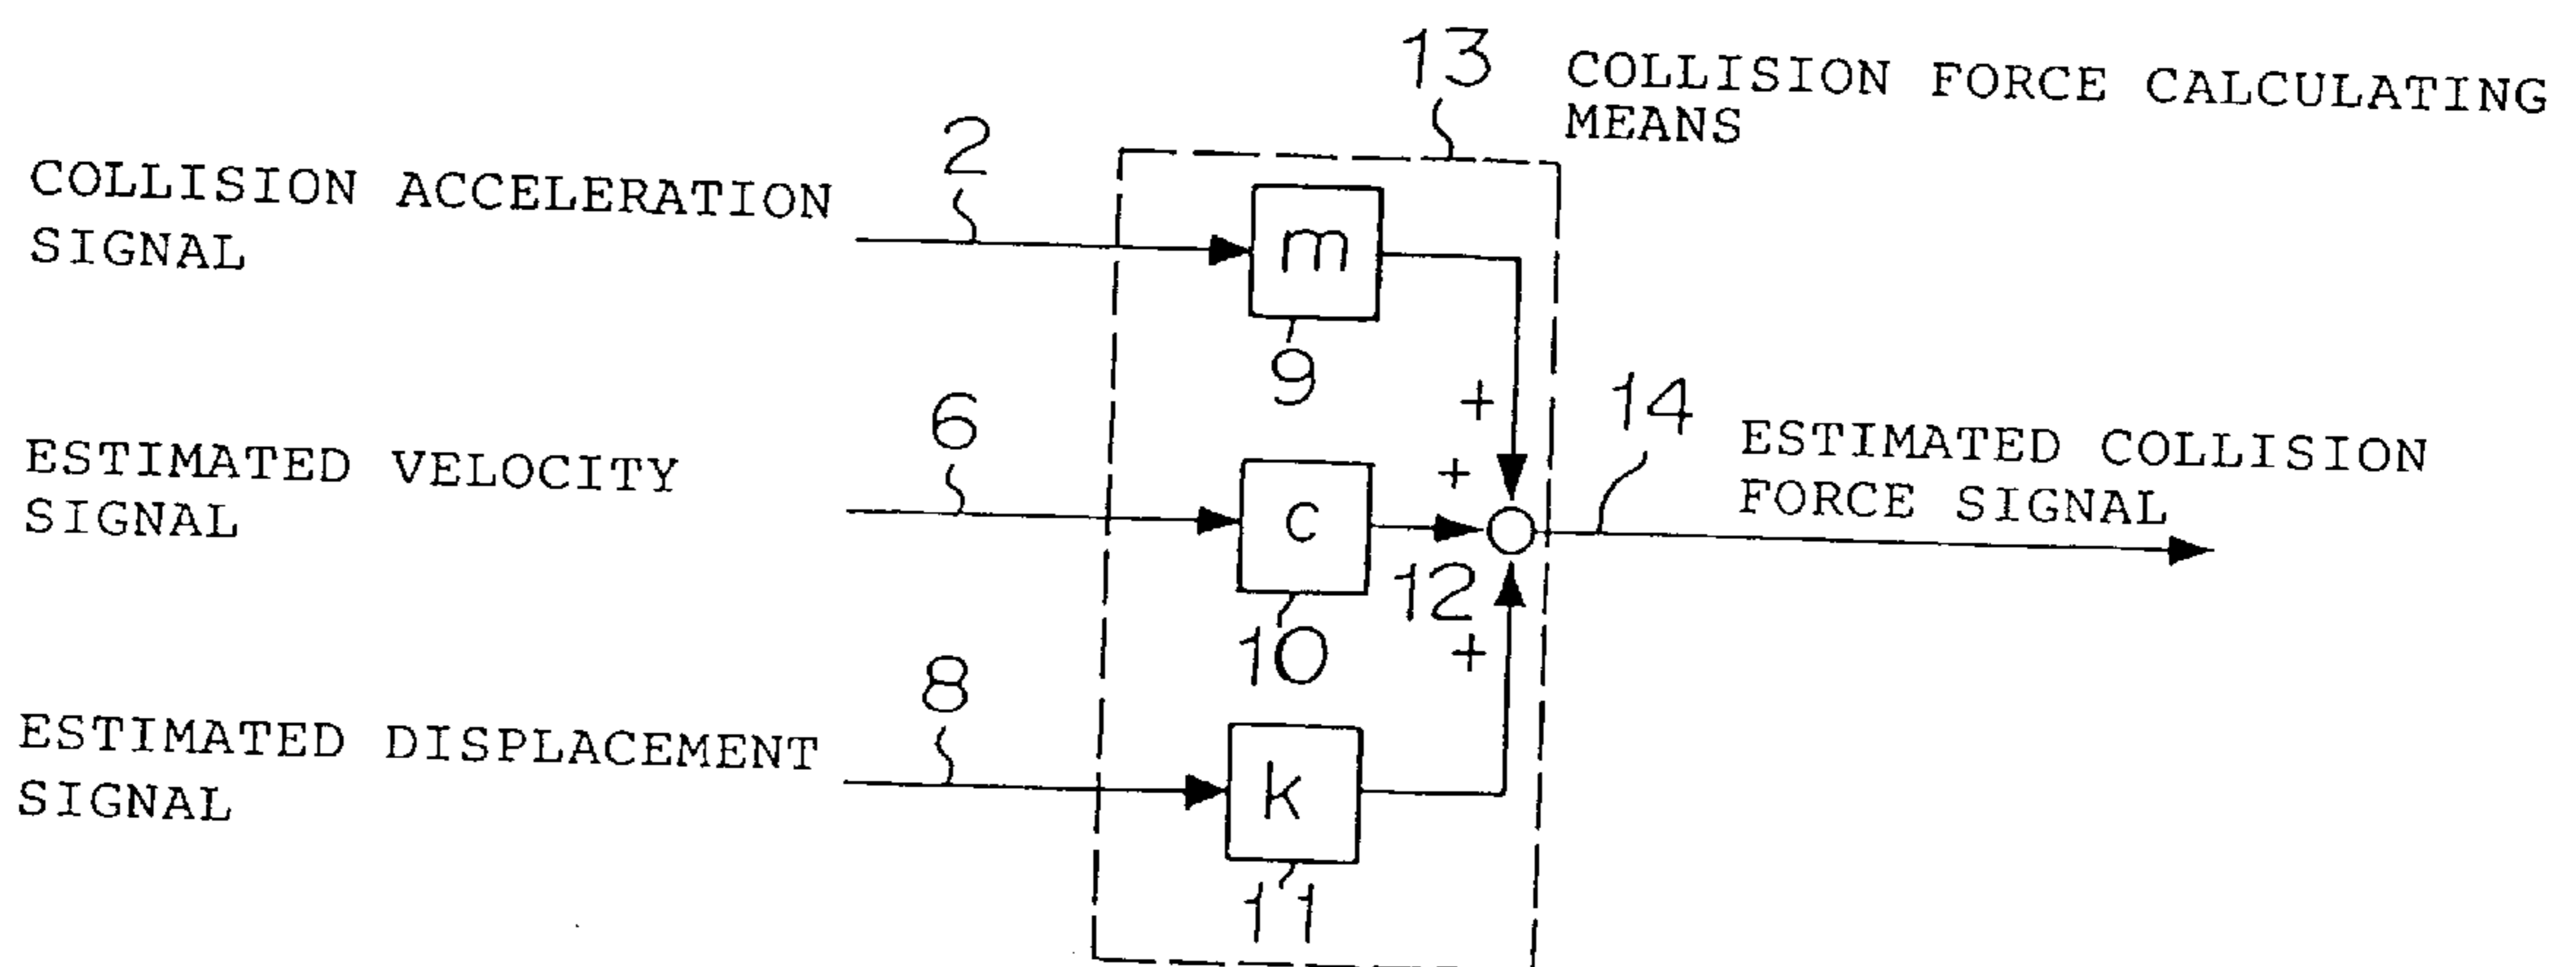 13
COLLISION FORCE CALCULATING
MEANS
2
COLLISION ACCELERATION
SIGNAL
m
9
+
6
14
ESTIMATED VELOCITY
SIGNAL
+
c
ESTIMATED COLLISION
FORCE SIGNAL
12
10
+
8
ESTIMATED DISPLACEMENT
SIGNAL
k
11